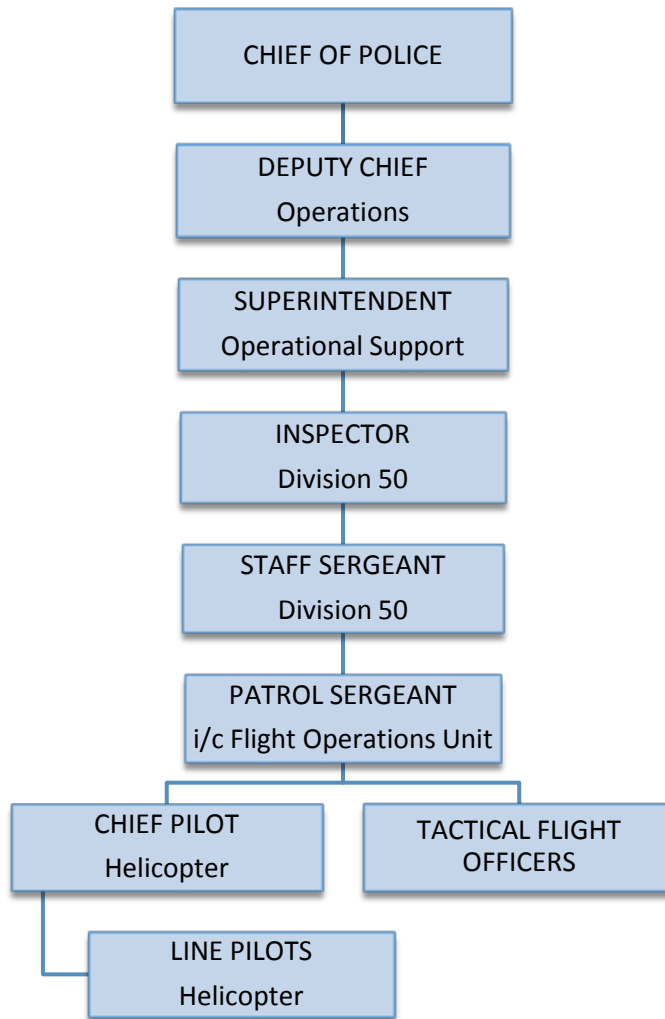 CHIEF OF POLICE
DEPUTY CHIEF
Operations
SUPERINTENDENT
Operational Support
INSPECTOR
Division 50
STAFF SERGEANT
Division 50
PATROL SERGEANT
i/c Flight Operations Unit
CHIEF PILOT
Helicopter
TACTICAL FLIGHT
OFFICERS
LINE PILOTS
Helicopter